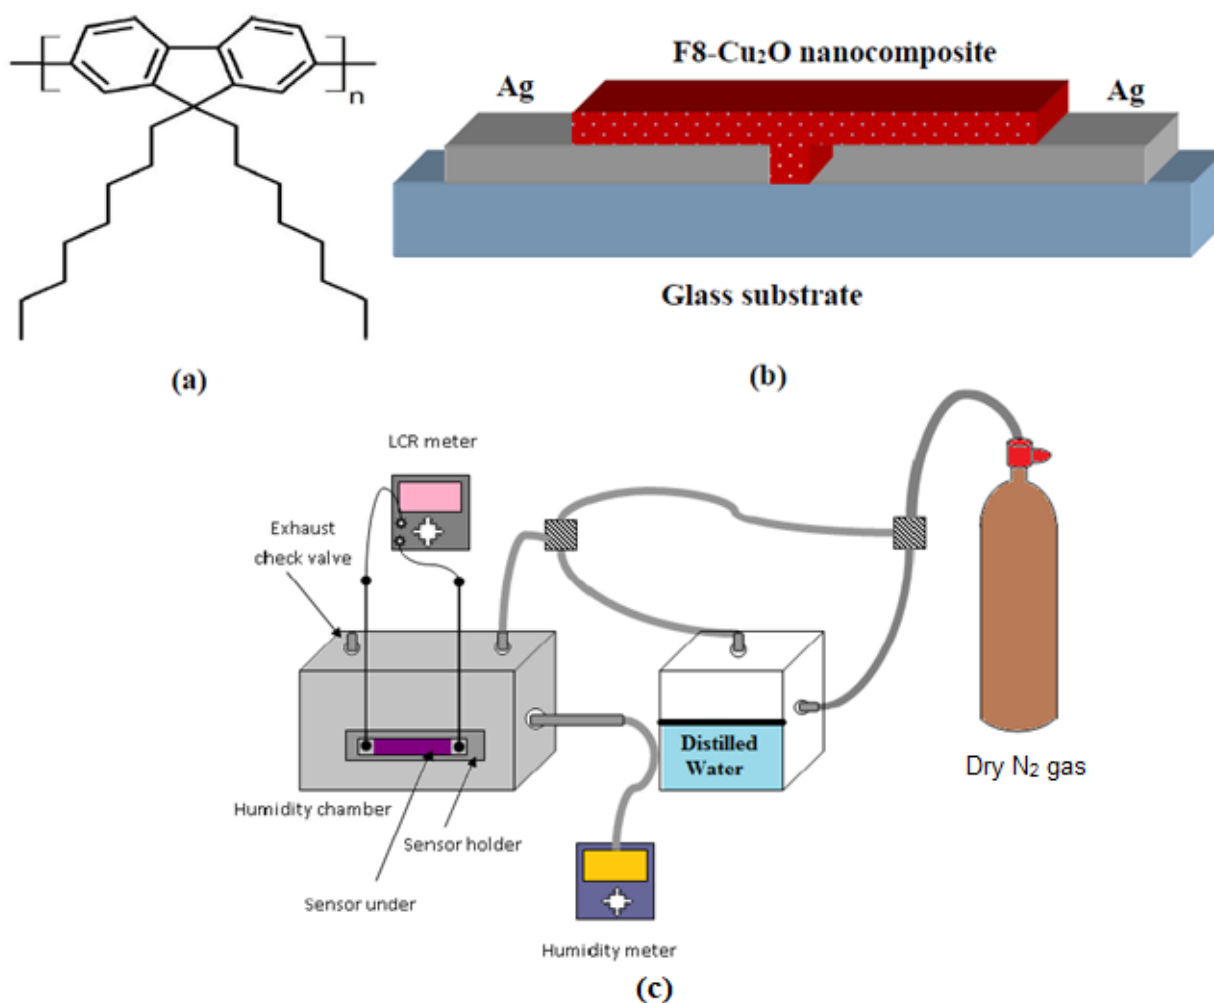 n
(a)
F8-Cu₂O nanocomposite
Ag
Ag
Glass substrate
(b)
LCR meter
Exhaust
check valve
Humidity chamber
Sensor holder
Sensor under
Distilled
Water
Humidity meter
Dry N₂ gas
(c)